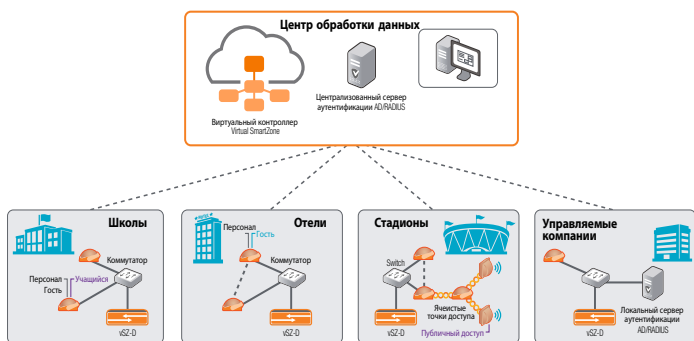 Центр обработки данных
Централизованный сервер
аутентификации AD/RADIUS
Виртуальный контроллер
Virtual SmartZone
Школы
Коммутатор
Персонал
Учащийся
Гость
vSZ-D
HOTEL
Отели
Персонал
Гость
Коммутатор
vSZ-D
Стадионы
Switch
Ячеистые
точки доступа
vSZ-D
Публичный доступ
Управляемые
компании
vSZ-D
Локальный сервер
аутентификации
AD/RADIUS